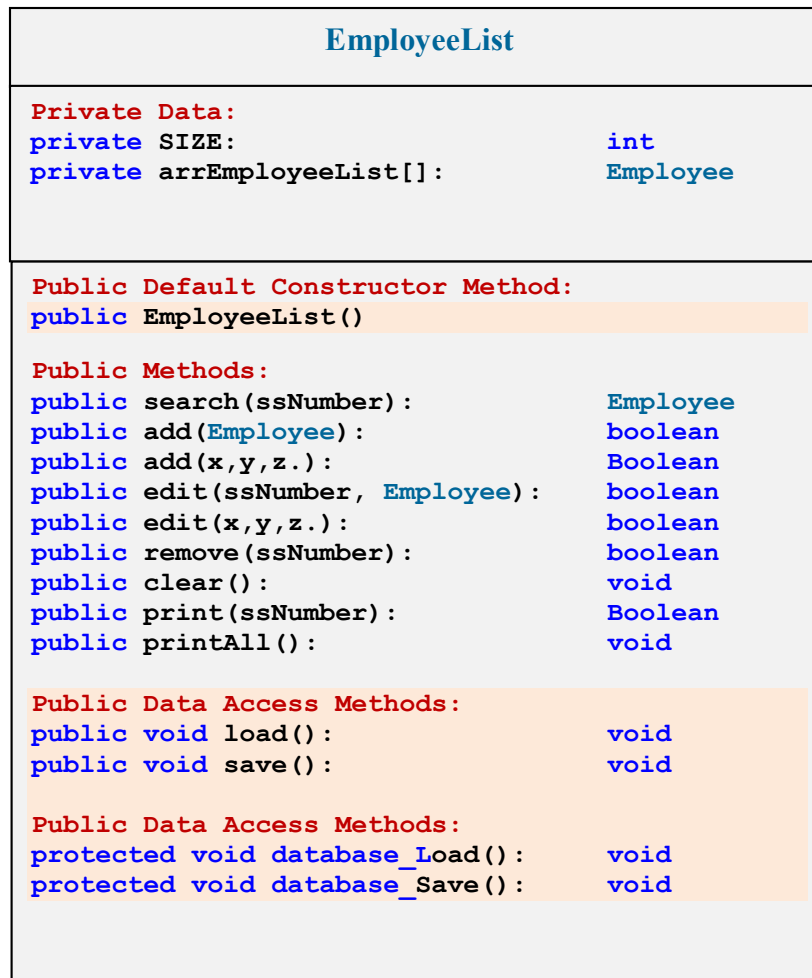 EmployeeList
Private Data:
private SIZE: int
private arrEmployeeList[]: Employee
Public Default Constructor Method:
public EmployeeList()
Public Methods:
public search(ssNumber): Employee
public add(Employee): boolean
public add(x,y,z.): Boolean
public edit(ssNumber, Employee): boolean
public edit(x,y,z.): boolean
public remove(ssNumber): boolean
public clear(): void
public print(ssNumber): Boolean
public printAll(): void
Public Data Access Methods:
public void load(): void
public void save(): void
Public Data Access Methods:
protected void database_Load(): void
protected void database_Save(): void